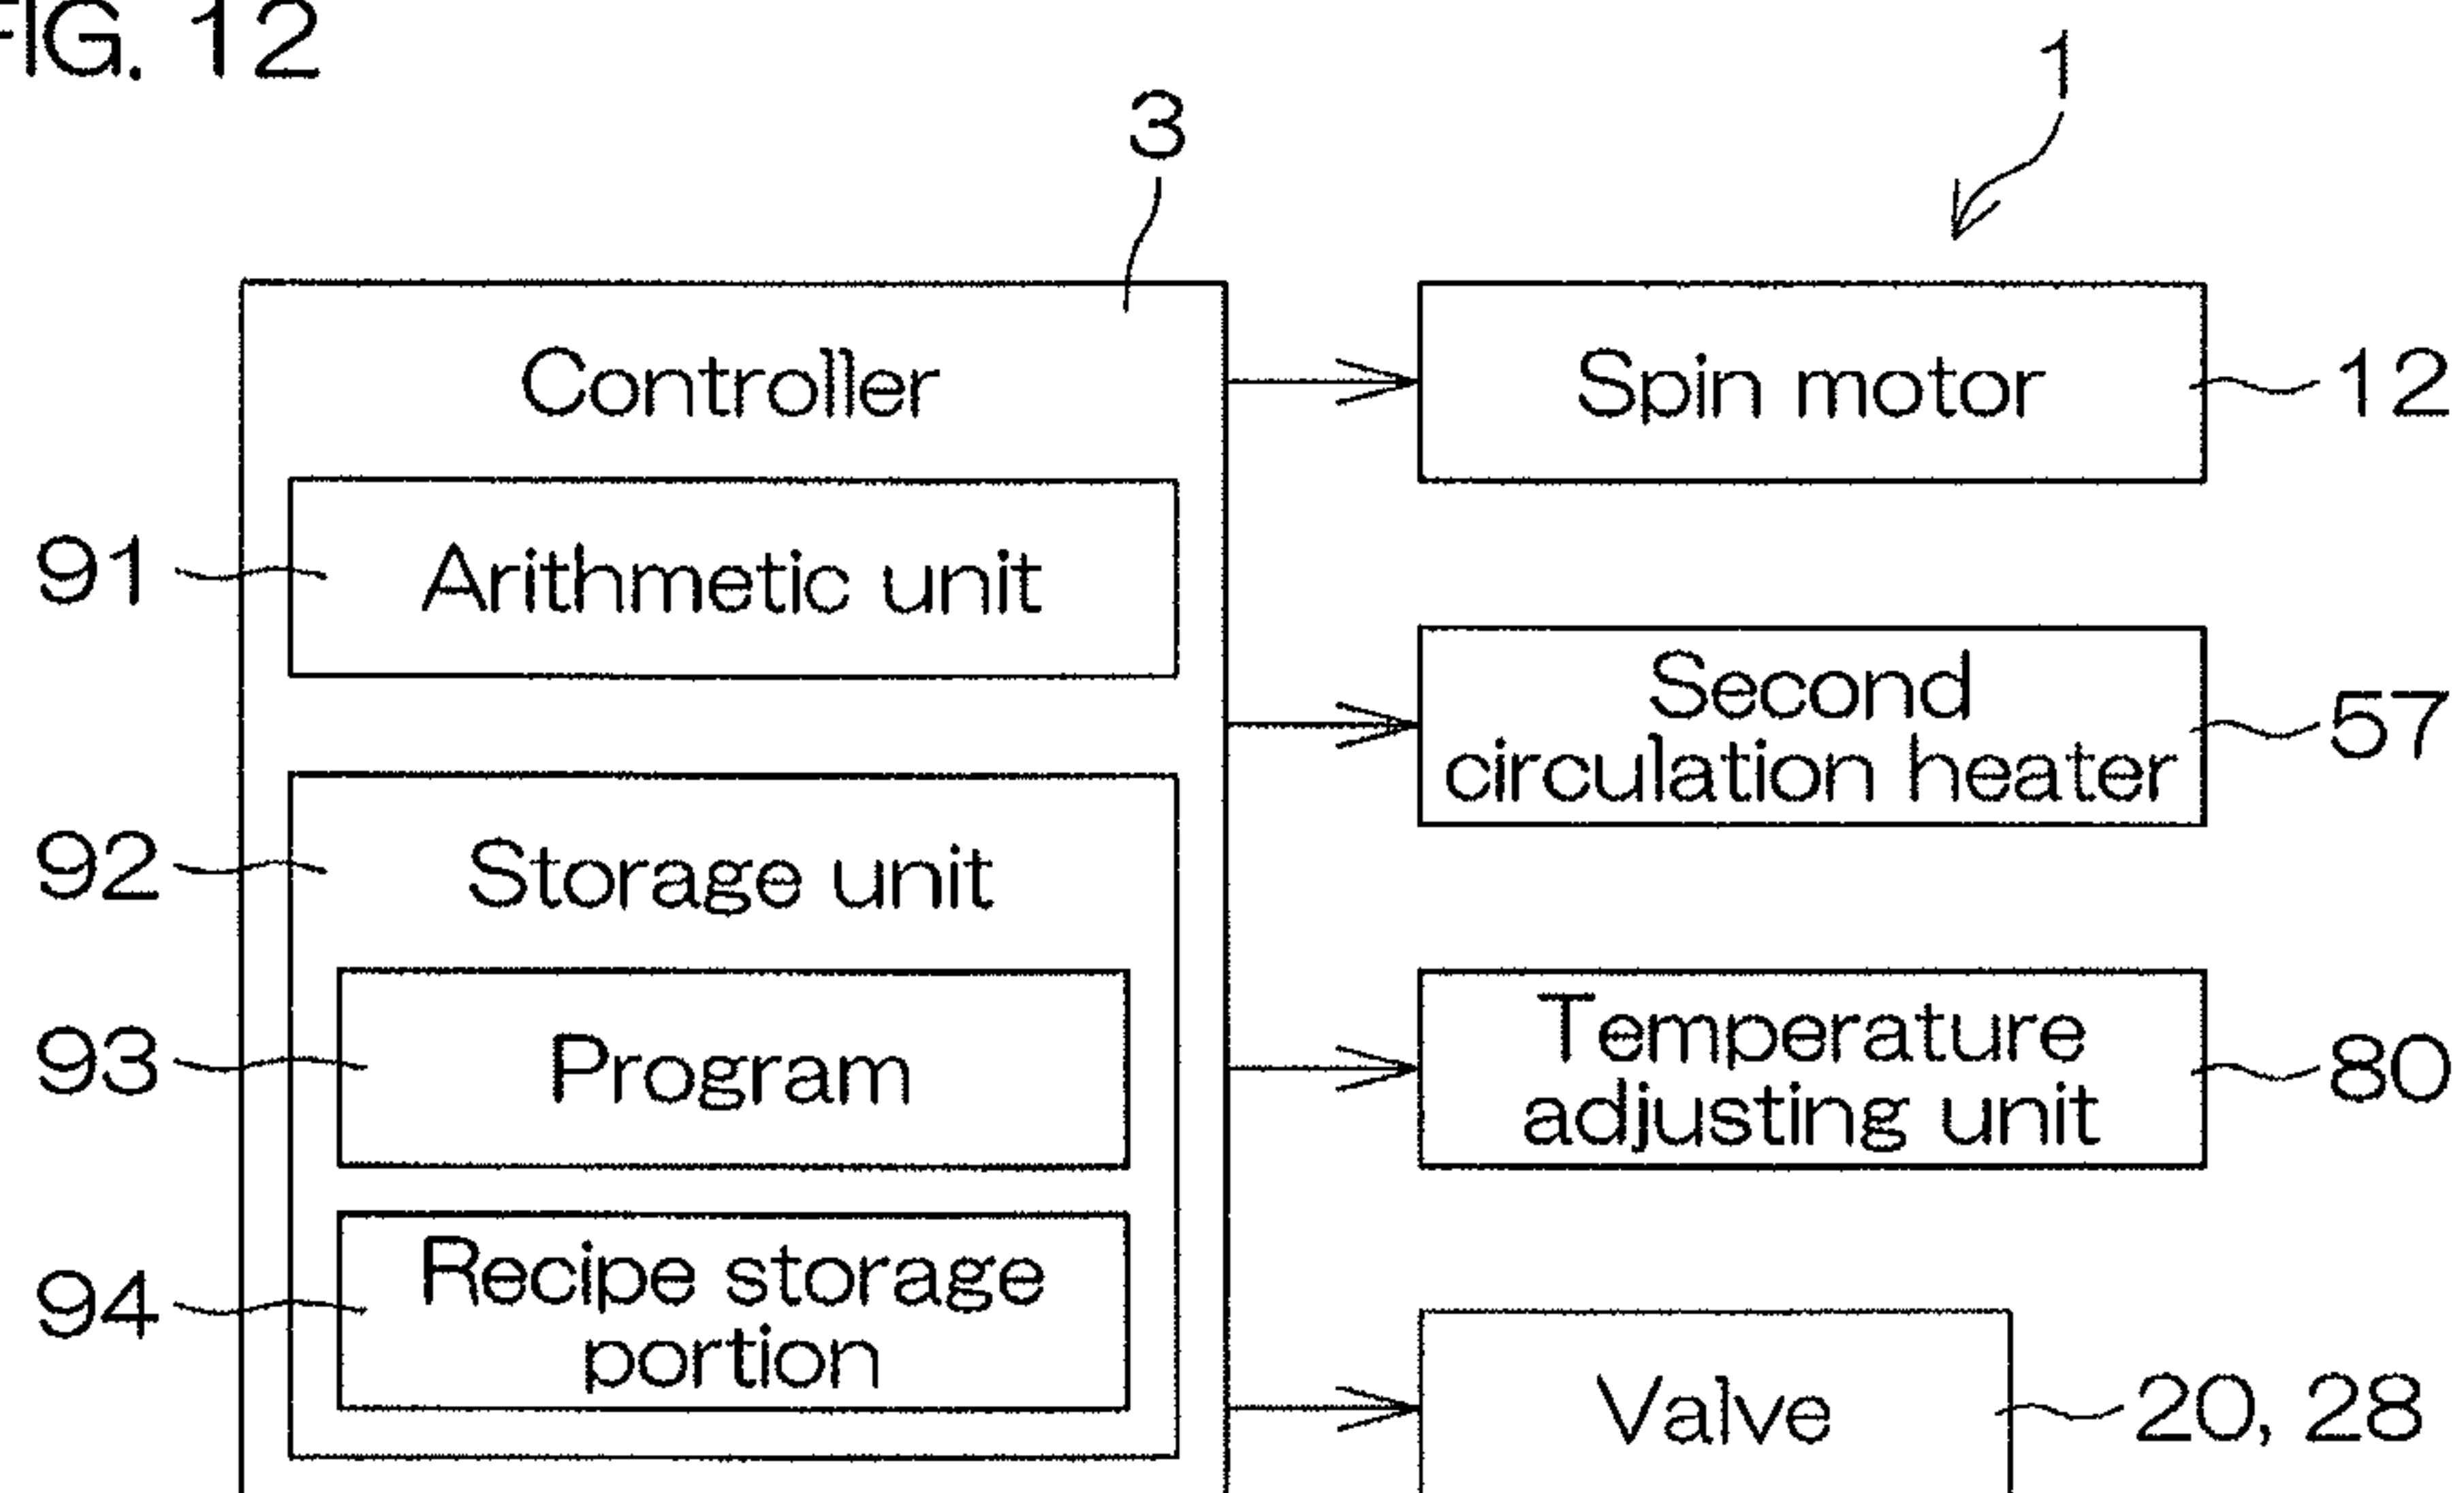 FIG. 12
1
3
Controller
Spin motor
12
91
Arithmetic unit
Second
circulation heater
57
92
Storage unit
93
Program
Temperature
adjusting unit
80
94
Recipe storage
portion
Valve
20, 28